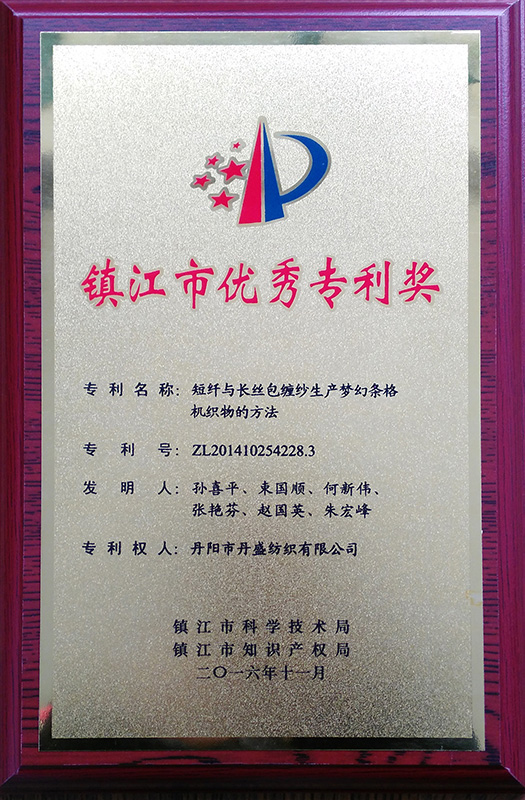 镇江市优秀专利奖
专利名称：短纤与长丝包缠纱生产梦幻条格
机织物的方法
专利号：ZL201410254228.3
发明人：孙喜平、束国顺、何新伟、
张艳芬、赵国英、朱宏峰
专利权人：丹阳市丹盛纺织有限公司
镇江市科学技术局
镇江市知识产权局
二〇一六年十一月